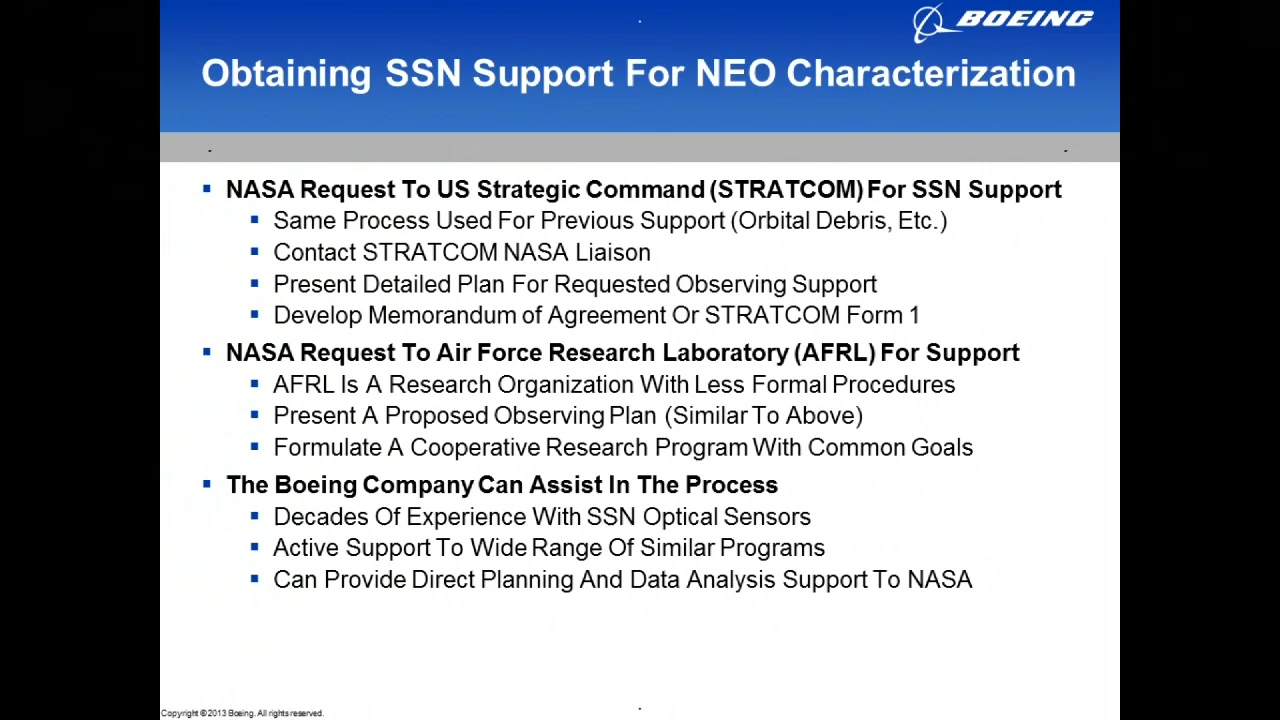 BOEING
Obtaining SSN Support For NEO Characterization
NASA Request To US Strategic Command (STRATCOM) For SSN Support
Same Process Used For Previous Support (Orbital Debris, Etc.)
Contact STRATCOM NASA Liaison
Present Detailed Plan For Requested Observing Support
Develop Memorandum of Agreement Or STRATCOM Form 1
NASA Request To Air Force Research Laboratory (AFRL) For Support
AFRL Is A Research Organization With Less Formal Procedures
Present A Proposed Observing Plan (Similar To Above)
Formulate A Cooperative Research Program With Common Goals
The Boeing Company Can Assist In The Process
Decades Of Experience With SSN Optical Sensors
Active Support To Wide Range Of Similar Programs
Can Provide Direct Planning And Data Analysis Support To NASA
Copyright © 2013 Boeing. All rights reserved.